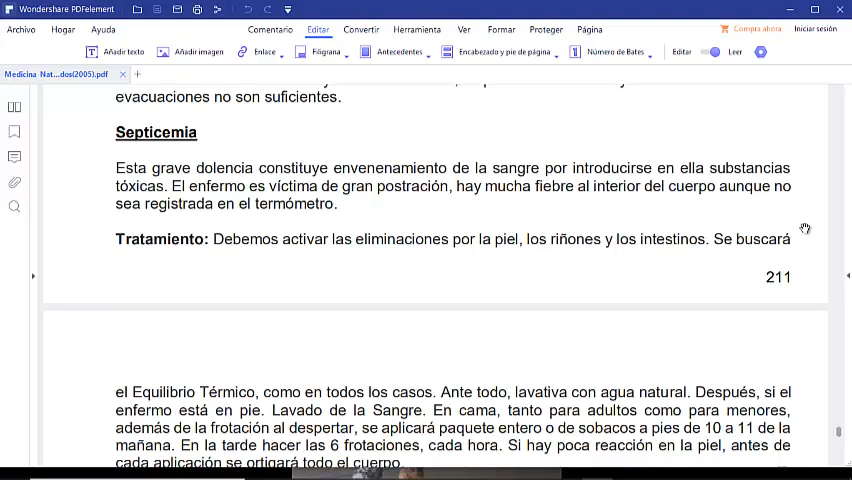 Wondershare PDFelement
Archivo Hogar Ayuda Comentario Editar Convertir Herramienta Ver Formar Proteger Página Compra ahora Iniciar sesión
Añadir texto Añadir imagen Enlace Filigrana Antecedentes Encabezado y pie de página Número de Bates Editar Leer
Medicina Nat...dos(2005).pdf
evacuaciones no son suficientes.
Septicemia
Esta grave dolencia constituye envenenamiento de la sangre por introducirse en ella substancias
tóxicas. El enfermo es víctima de gran postración, hay mucha fiebre al interior del cuerpo aunque no
sea registrada en el termómetro.
Tratamiento: Debemos activar las eliminaciones por la piel, los riñones y los intestinos. Se buscará
211
el Equilibrio Térmico, como en todos los casos. Ante todo, lavativa con agua natural. Después, si el
enfermo está en pie. Lavado de la Sangre. En cama, tanto para adultos como para menores,
además de la frotación al despertar, se aplicará paquete entero o de sobacos a pies de 10 a 11 de la
mañana. En la tarde hacer las 6 frotaciones, cada hora. Si hay poca reacción en la piel, antes de
cada aplicación se ortigará todo el cuerpo.